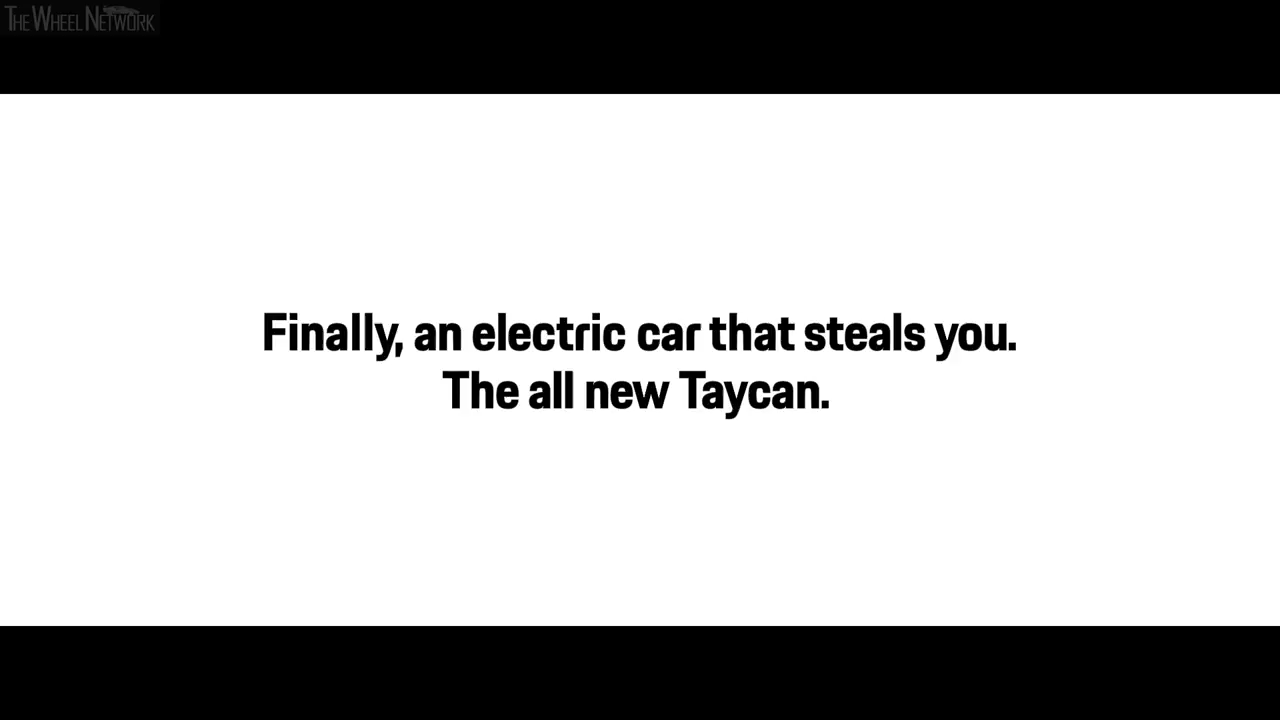 THE WHEEL NETWORK
Finally, an electric car that steals you.
The all new Taycan.